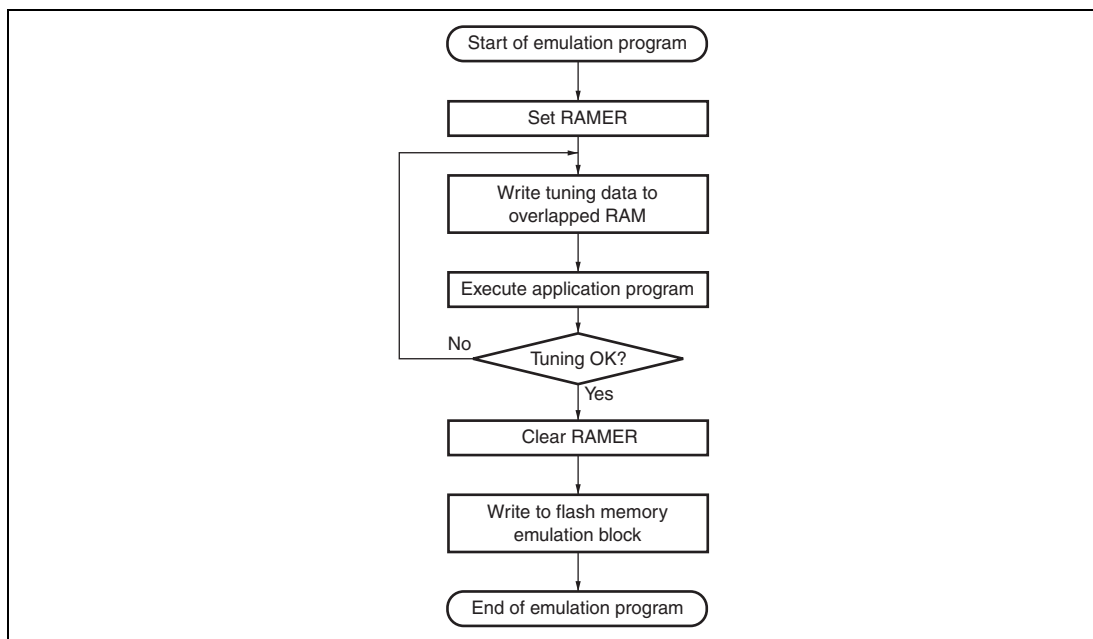 Start of emulation program
Set RAMER
Write tuning data to
overlapped RAM
Execute application program
No
Tuning OK?
Yes
Clear RAMER
Write to flash memory
emulation block
End of emulation program